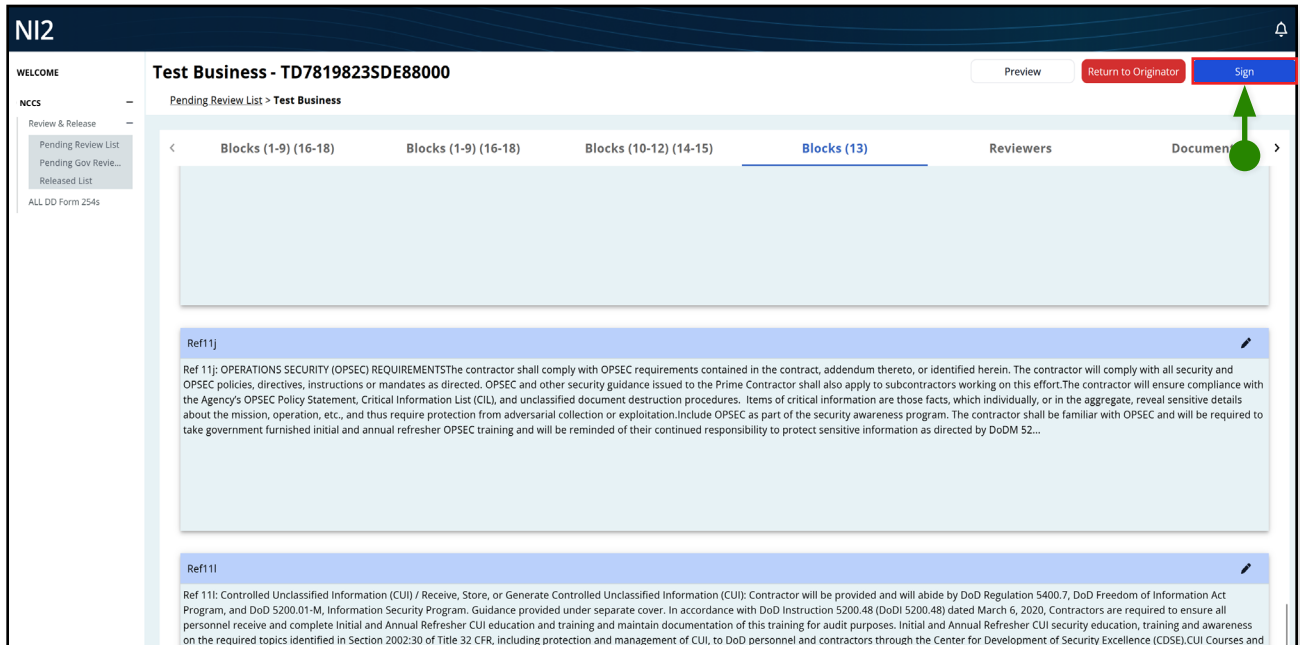 NI2
WELCOME
NCCS
Review & Release
Pending Review List
Pending Gov Revie...
Released List
ALL DD Form 254s
Test Business - TD7819823SDE88000
Preview
Return to Originator
Sign
Pending Review List > Test Business
Blocks (1-9) (16-18)
Blocks (1-9) (16-18)
Blocks (10-12) (14-15)
Blocks (13)
Reviewers
Document
Ref11j
Ref 11j: OPERATIONS SECURITY (OPSEC) REQUIREMENTSThe contractor shall comply with OPSEC requirements contained in the contract, addendum thereto, or identified herein. The contractor will comply with all security and
OPSEC policies, directives, instructions or mandates as directed. OPSEC and other security guidance issued to the Prime Contractor shall also apply to subcontractors working on this effort.The contractor will ensure compliance with
the Agency's OPSEC Policy Statement, Critical Information List (CIL), and unclassified document destruction procedures. Items of critical information are those facts, which individually, or in the aggregate, reveal sensitive details
about the mission, operation, etc., and thus require protection from adversarial collection or exploitation.Include OPSEC as part of the security awareness program. The contractor shall be familiar with OPSEC and will be required to
take government furnished initial and annual refresher OPSEC training and will be reminded of their continued responsibility to protect sensitive information as directed by DoDM 52...
Ref11l
Ref 11l: Controlled Unclassified Information (CUI) / Receive, Store, or Generate Controlled Unclassified Information (CUI): Contractor will be provided and will abide by DoD Regulation 5400.7, DoD Freedom of Information Act
Program, and DoD 5200.01-M, Information Security Program. Guidance provided under separate cover. In accordance with DoD Instruction 5200.48 (DoDI 5200.48) dated March 6, 2020, Contractors are required to ensure all
personnel receive and complete Initial and Annual Refresher CUI education and training and maintain documentation of this training for audit purposes. Initial and Annual Refresher CUI security education, training and awareness
on the required topics identified in Section 2002:30 of Title 32 CFR, including protection and management of CUI, to DoD personnel and contractors through the Center for Development of Security Excellence (CDSE).CUI Courses and